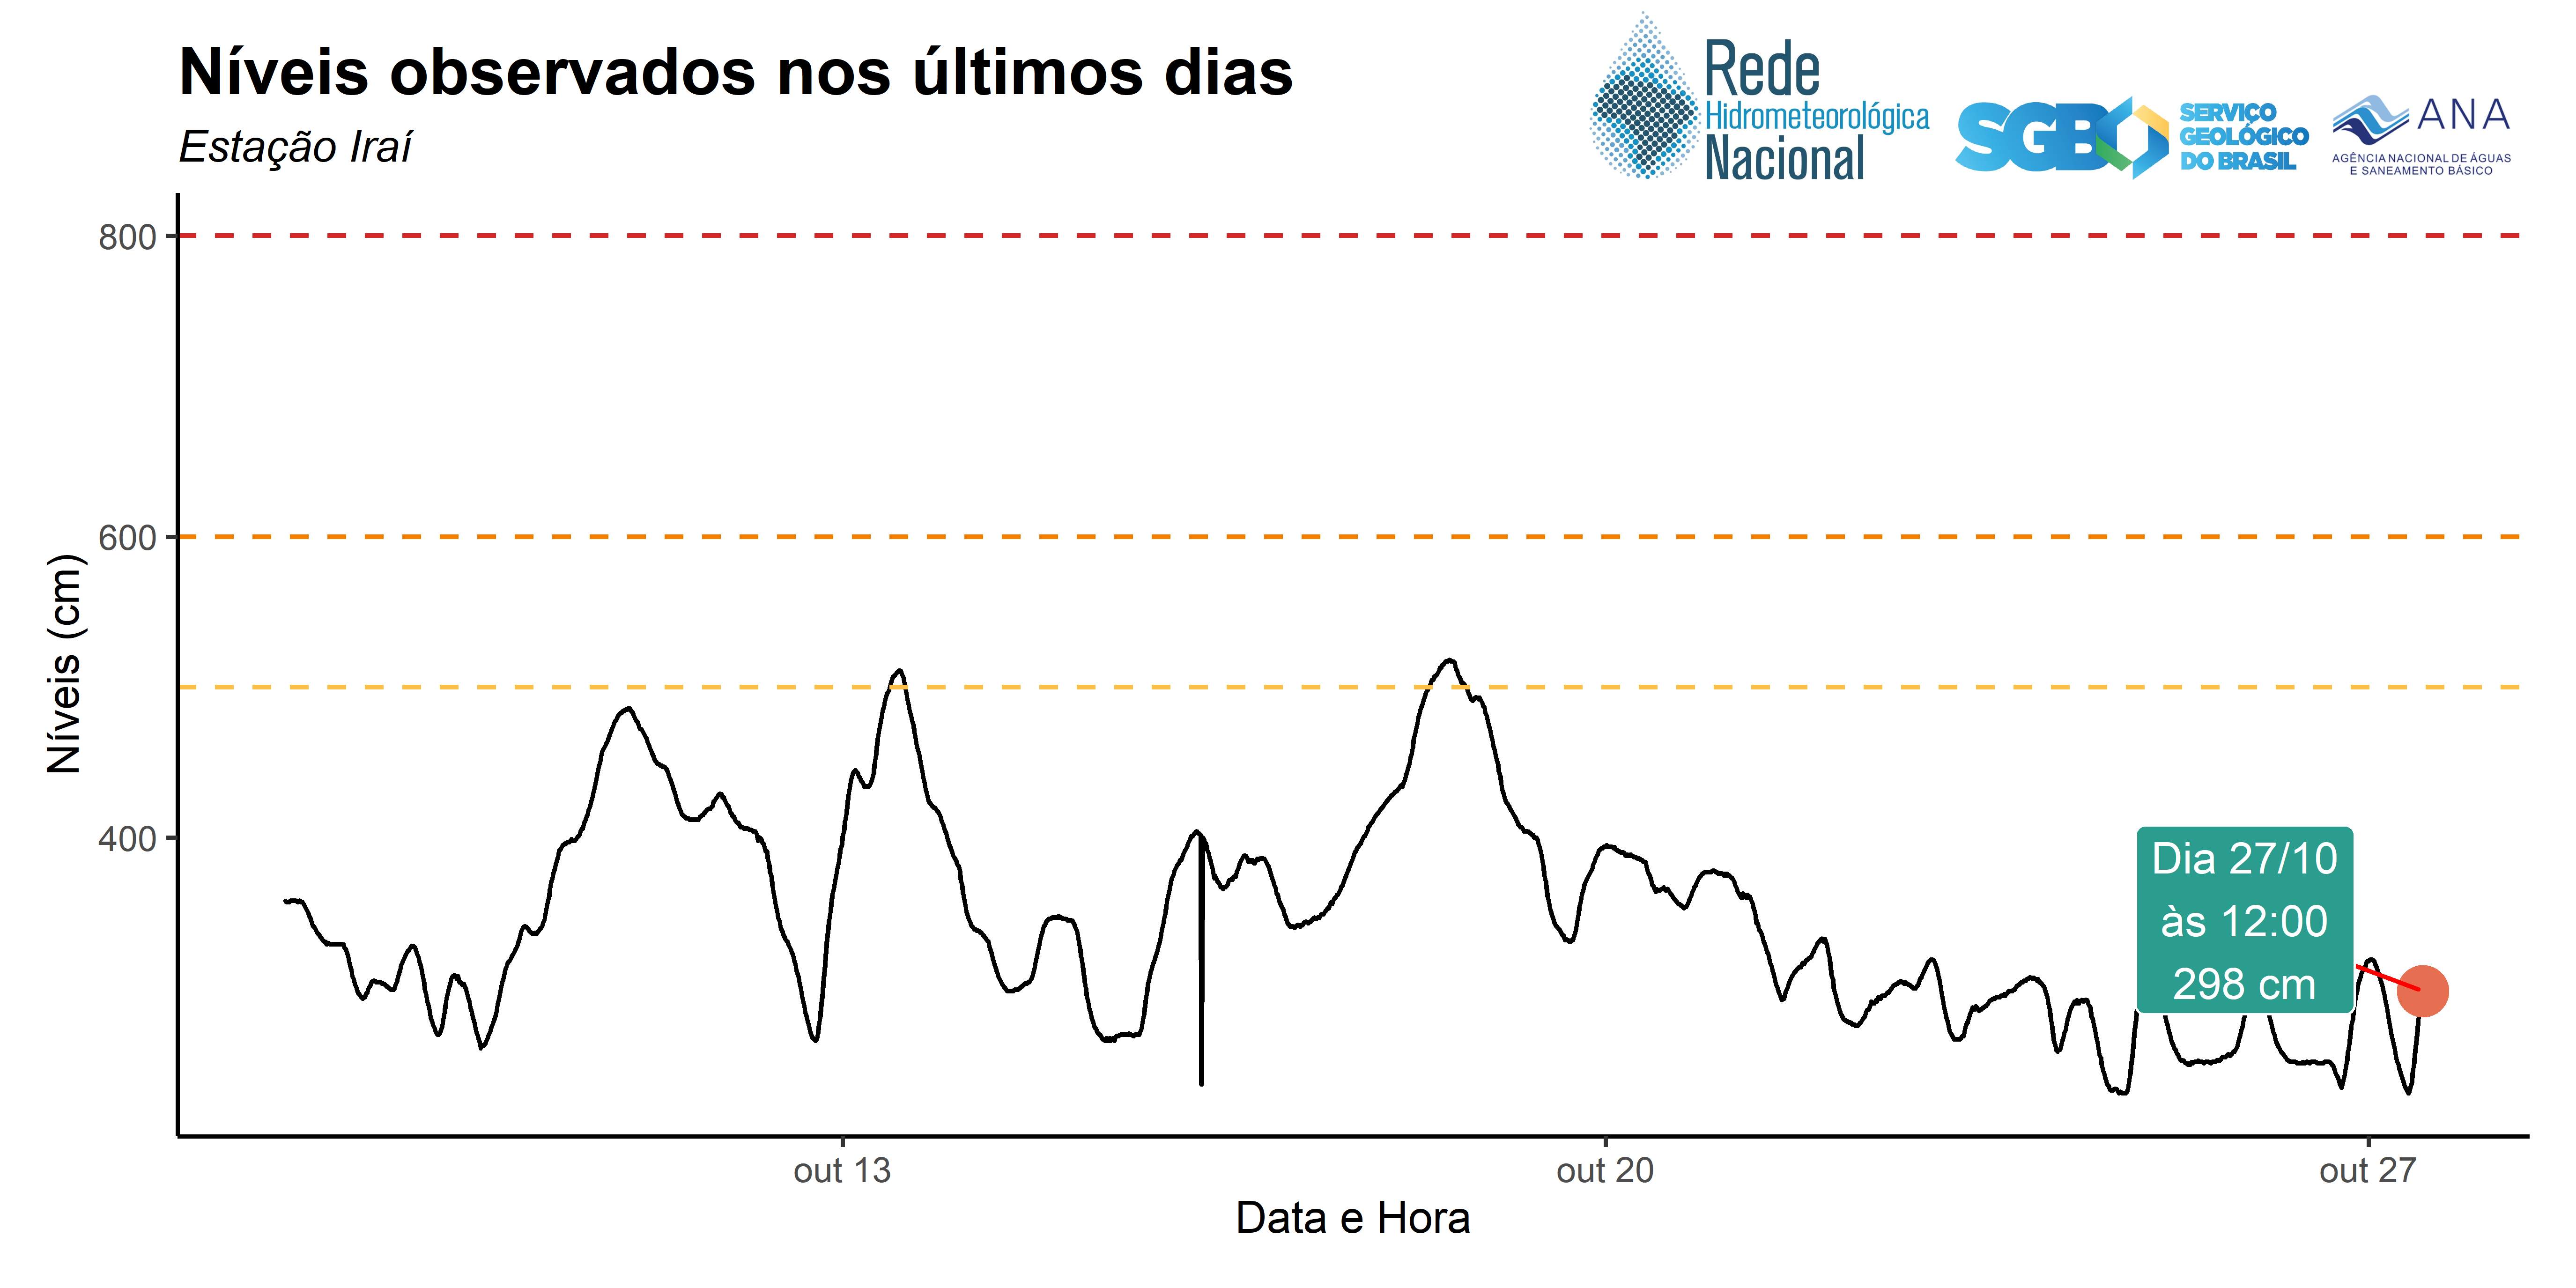 Níveis observados nos últimos dias
Estação Iraí
Rede
Hidrometeorológica
Nacional
SGB
SERVIÇO
GEOLÓGICO
DO BRASIL
ANA
AGÊNCIA NACIONAL DE ÁGUAS
E SANEAMENTO BÁSICO
Níveis (cm)
800
600
400
Dia 27/10
às 12:00
298 cm
out 13
out 20
out 27
Data e Hora